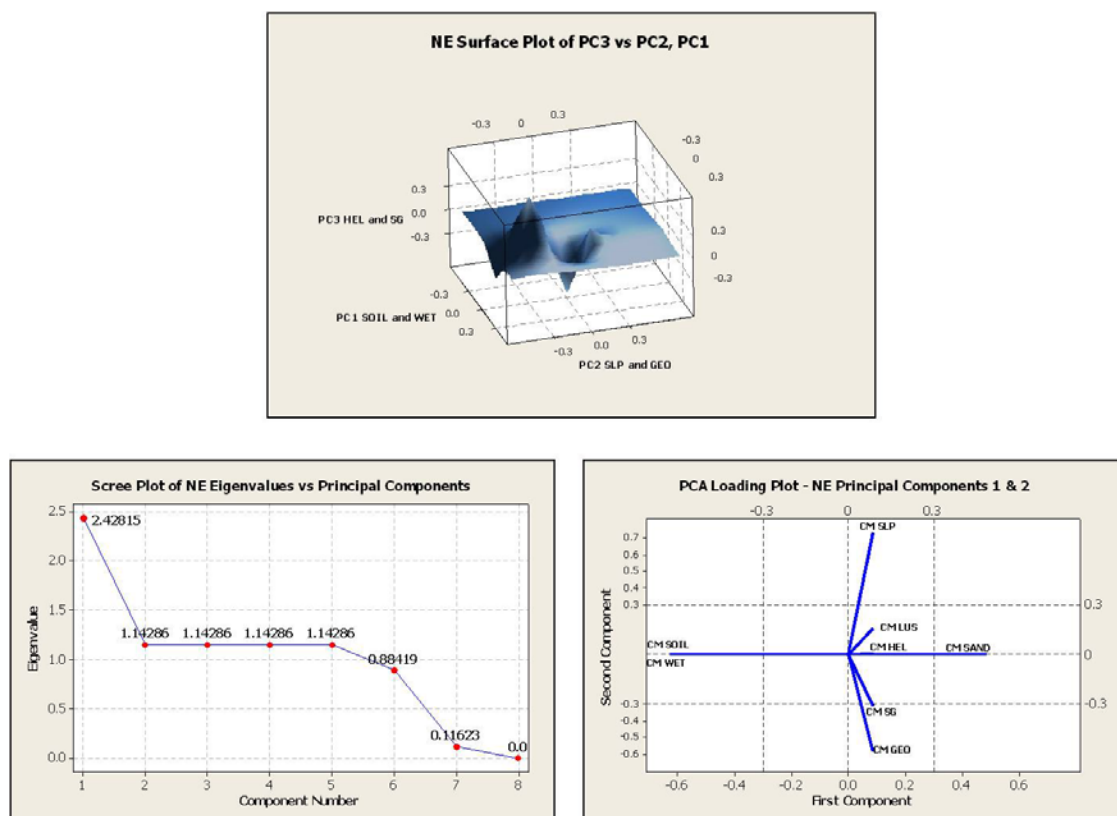 NE Surface Plot of PC3 vs PC2, PC1
-0.3 0 0.3
-0.3
0
0.3
0.3
0.0
-0.3
PC3 HEL and SG
0.3
0
-0.3
-0.3
0.0
0.3
PC1 SOIL and WET
-0.3 0.0 0.3
PC2 SLP and GEO
Scree Plot of NE Eigenvalues vs Principal Components
Eigenvalue
2.5
2.0
1.5
1.0
0.5
0.0
2.42815
1.14286 1.14286 1.14286 1.14286
0.88419
0.11623
0.0
1 2 3 4 5 6 7 8
Component Number
PCA Loading Plot - NE Principal Components 1 & 2
-0.3 0 0.3
Second Component
0.7
0.6
0.5
0.4
0.3
0.0
-0.3
-0.4
-0.5
-0.6
CM SLP
CM LUS
CM HEL
CM SAND
CM SOIL
CM WET
CM SG
CM GEO
0.3
0
-0.3
-0.6 -0.4 -0.2 0.0 0.2 0.4 0.6
First Component